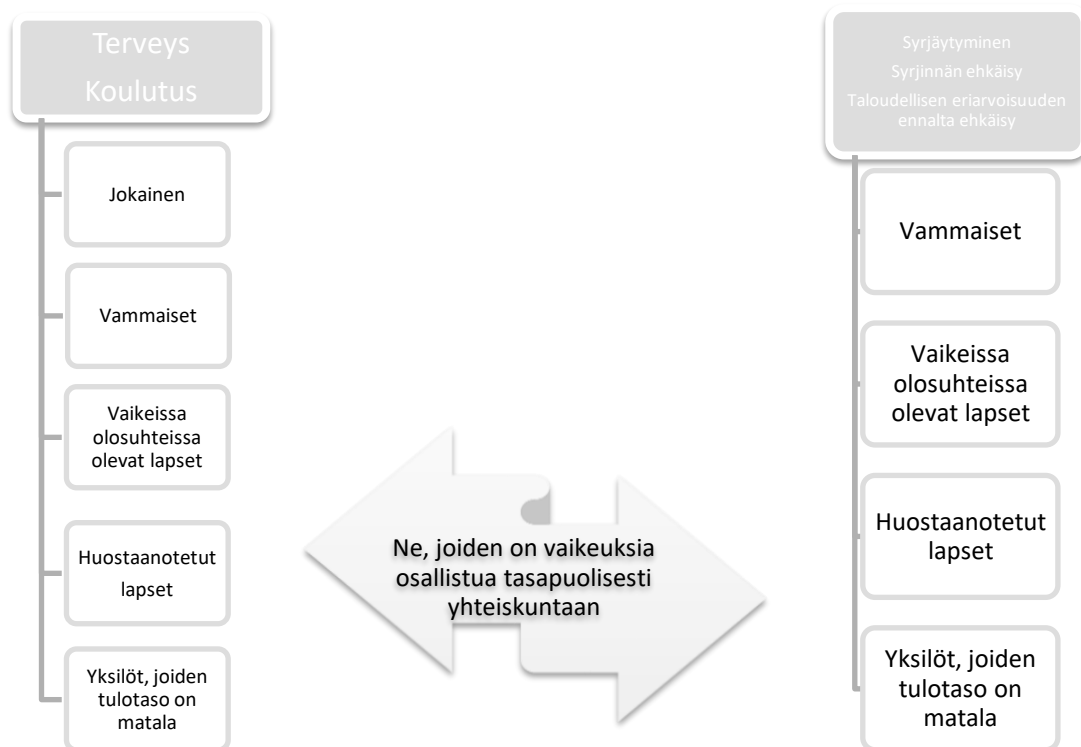 Terveys
Koulutus
Jokainen
Vammaiset
Vaikeissa
olosuhteissa
olevat lapset
Huostaanotetut
lapset
Yksilöt, joiden
tulotaso on
matala
Ne, joiden on vaikeuksia
osallistua tasapuolisesti
yhteiskuntaan
Syrjäytyminen
Syrjinnän ehkäisy
Taloudellisen eriarvoisuuden
ennalta ehkäisy
Vammaiset
Vaikeissa
olosuhteissa
olevat lapset
Huostaanotetut
lapset
Yksilöt, joiden
tulotaso on
matala